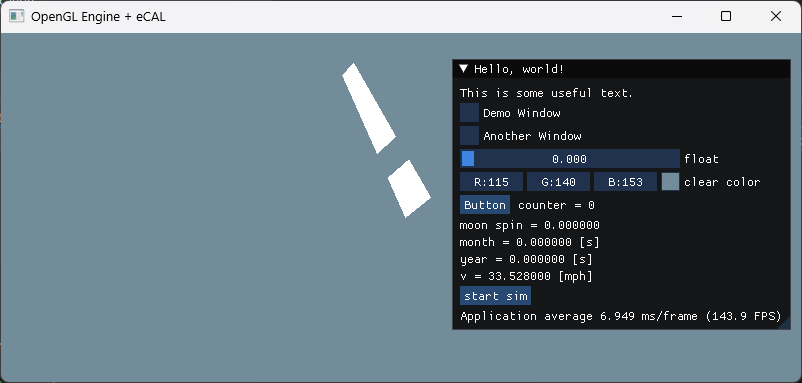 OpenGL Engine + eCAL
Hello, world!
This is some useful text.
Demo Window
Another Window
0.000 float
R:115 G:140 B:153 clear color
Button counter = 0
moon spin = 0.000000
month = 0.000000 [s]
year = 0.000000 [s]
v = 33.528000 [mph]
start sim
Application average 6.949 ms/frame (143.9 FPS)